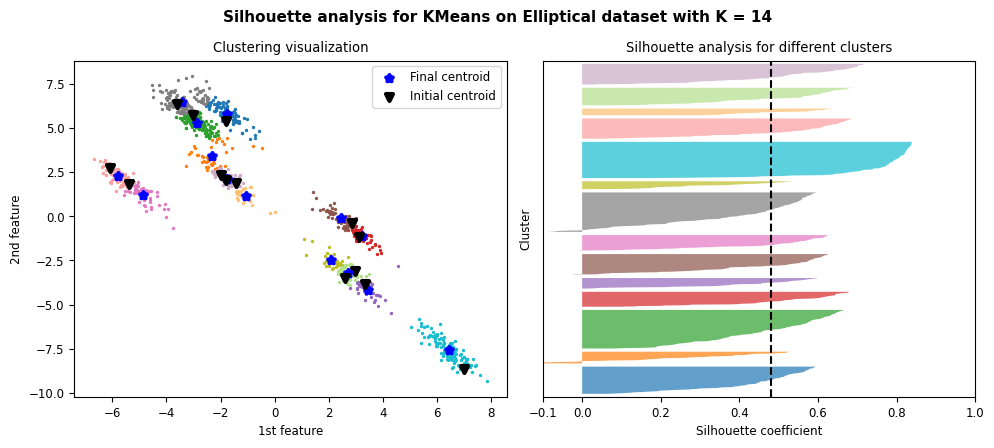 Silhouette analysis for KMeans on Elliptical dataset with K = 14
Clustering visualization
Final centroid
Initial centroid
7.5
5.0
2.5
0.0
−2.5
−5.0
−7.5
−10.0
2nd feature
−6
−4
−2
0
2
4
6
8
1st feature
Silhouette analysis for different clusters
Cluster
−0.1
0.0
0.2
0.4
0.6
0.8
1.0
Silhouette coefficient